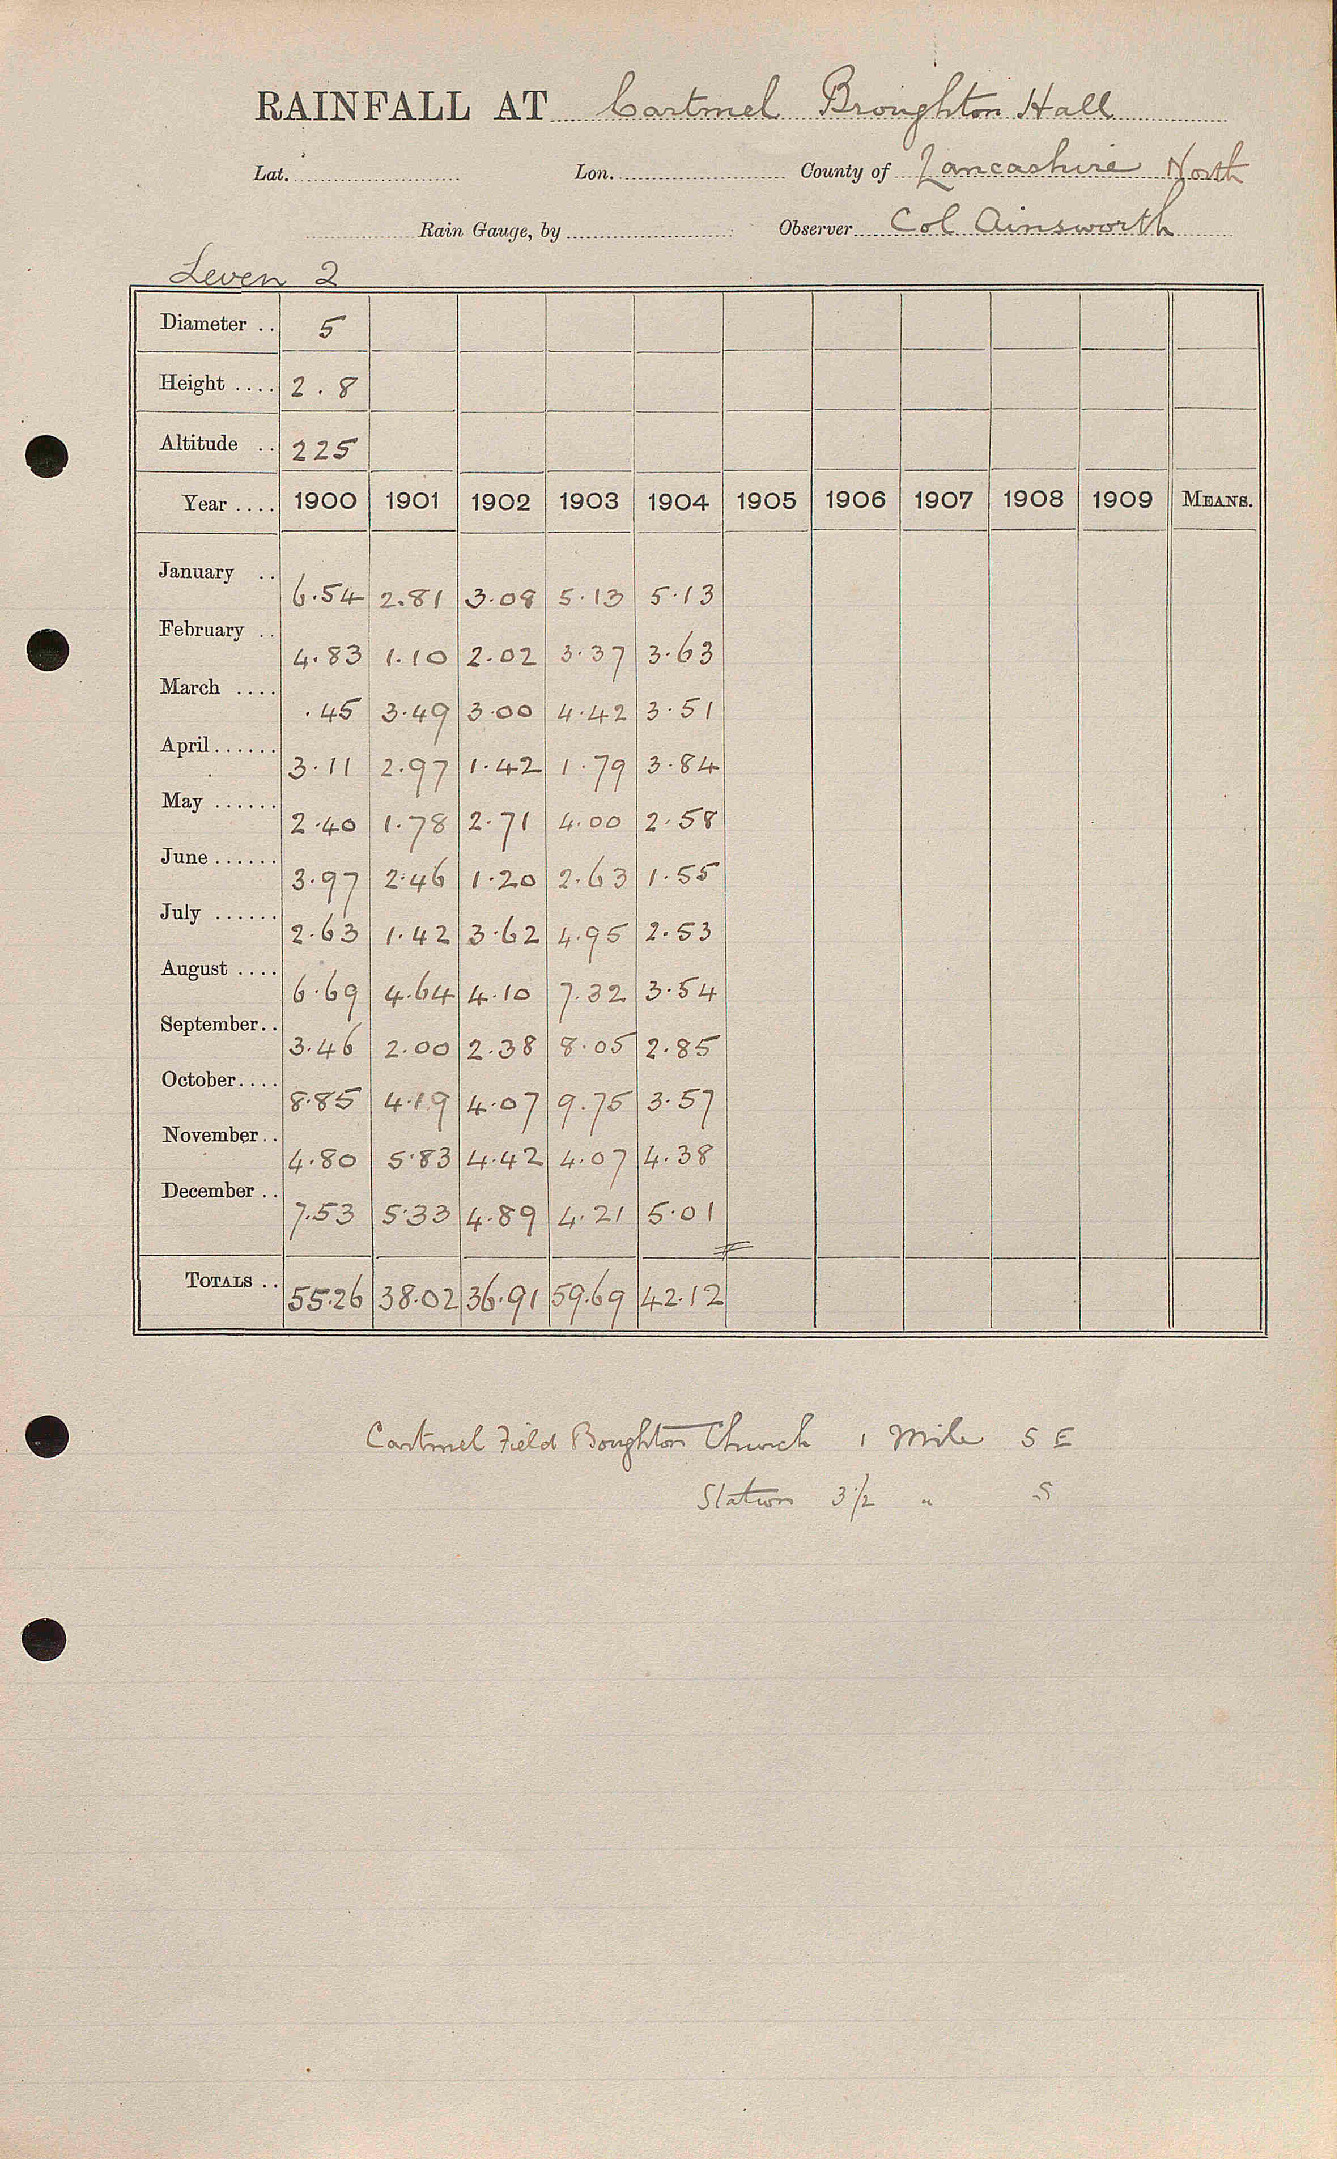 RAINFALL AT Cartmel Broughton Hall
Lat. Lon. County of Lancashire North
Rain Gauge, by Observer Col Ainsworth
Leven 2
Diameter .. 5
Height .... 2.8
Altitude .. 225
Year .... 1900 1901 1902 1903 1904 1905 1906 1907 1908 1909 MEANS.
January .. 6.54 2.81 3.08 5.13 5.13
February .. 4.83 1.10 2.02 3.37 3.63
March .... .45 3.49 3.00 4.42 3.51
April...... 3.11 2.97 1.42 1.79 3.84
May ...... 2.40 1.78 2.71 4.00 2.58
June ...... 3.97 2.46 1.20 2.63 1.55
July ...... 2.63 1.42 3.62 4.95 2.53
August .... 6.69 4.64 4.10 7.32 3.54
September.. 3.46 2.00 2.38 8.05 2.85
October.... 8.85 4.19 4.07 9.75 3.57
November.. 4.80 5.83 4.42 4.07 4.38
December .. 7.53 5.33 4.89 4.21 5.01
TOTALS .. 55.26 38.02 36.91 59.69 42.12
Cartmel Field Boughton Church 1 Mile S E
Station 3½ " S